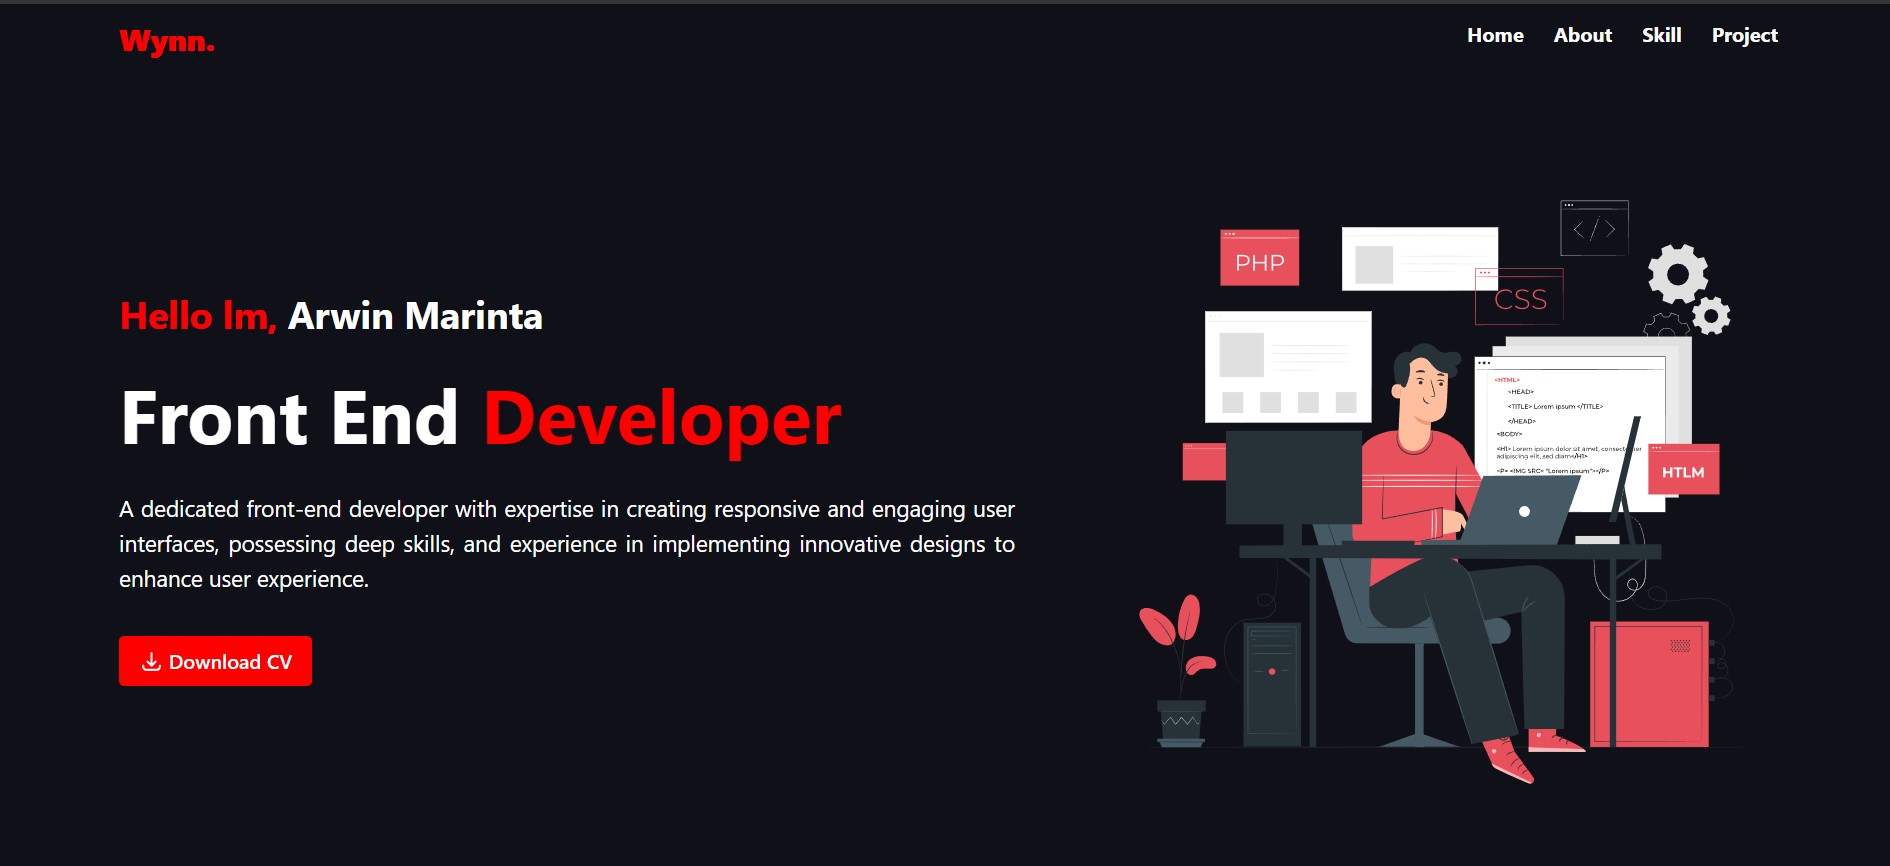 Wynn.
Home About Skill Project
Hello Im, Arwin Marinta
Front End Developer
A dedicated front-end developer with expertise in creating responsive and engaging user
interfaces, possessing deep skills, and experience in implementing innovative designs to
enhance user experience.
Download CV
</>
PHP
CSS
<HTML>
<HEAD>
<TITLE> Lorem ipsum </TITLE>
</HEAD>
<BODY>
<H1> Lorem ipsum dolor sit amet,
adipiscing elit, sed diam</H1>
<P> <IMG SRC= "Lorem ipsum"></P>
HTLM